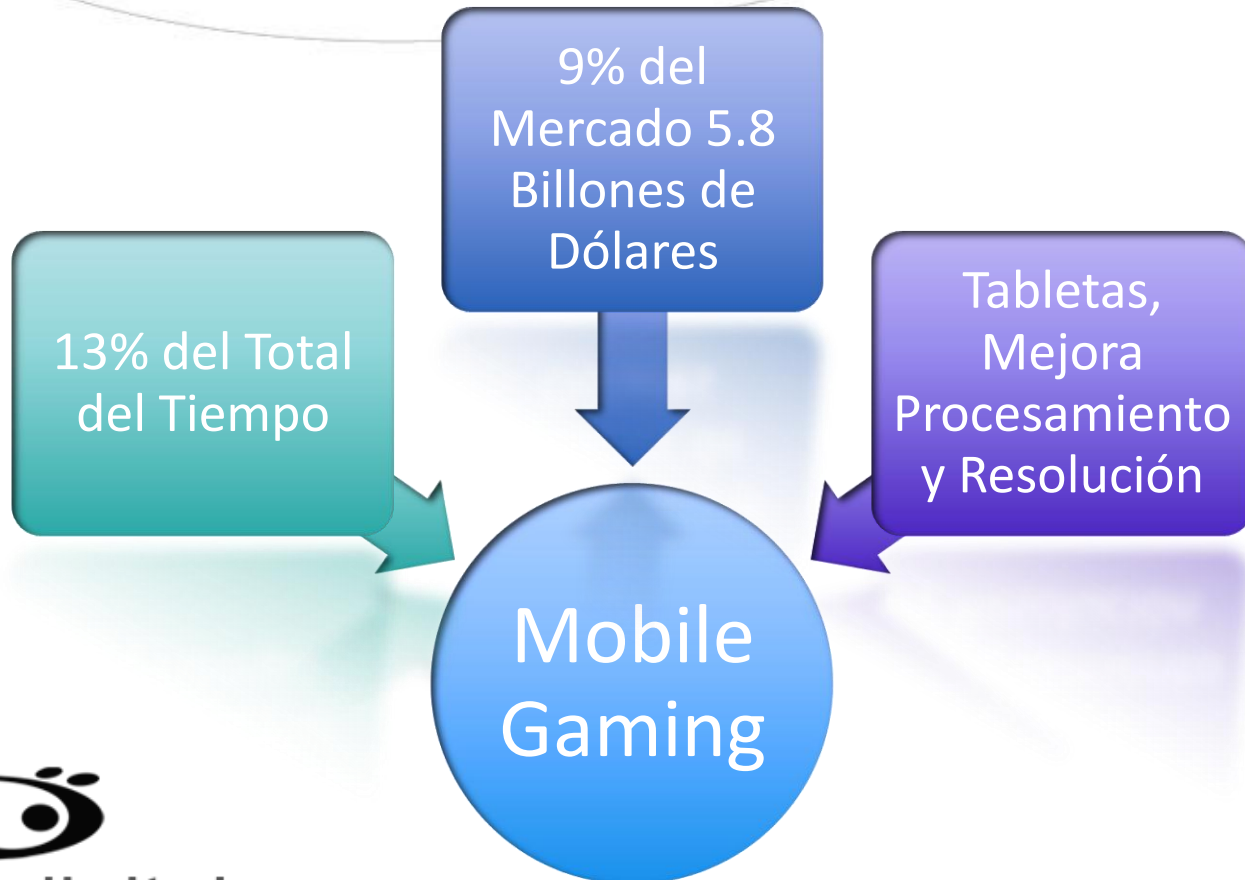 9% del
Mercado 5.8
Billones de
Dólares
13% del Total
del Tiempo
Tabletas,
Mejora
Procesamiento
y Resolución
Mobile
Gaming